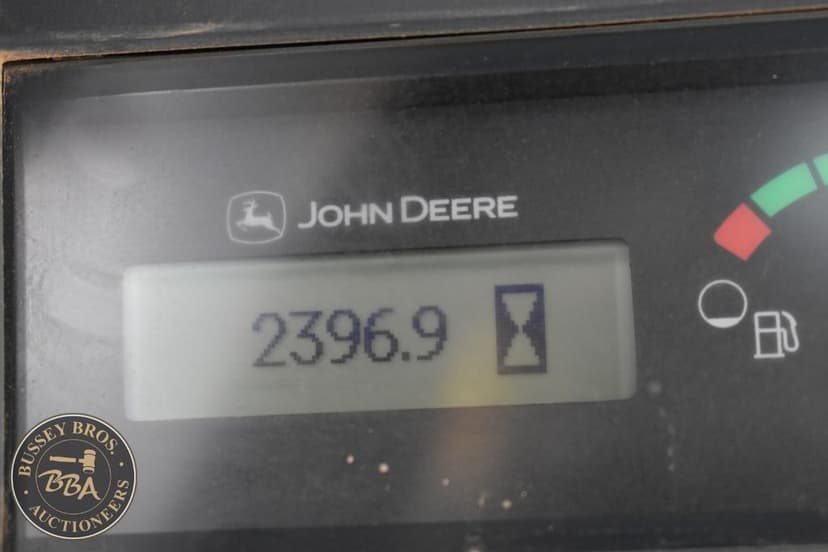 JOHN DEERE
2396.9
BUSSEY BROS.
BBA
AUCTIONEERS